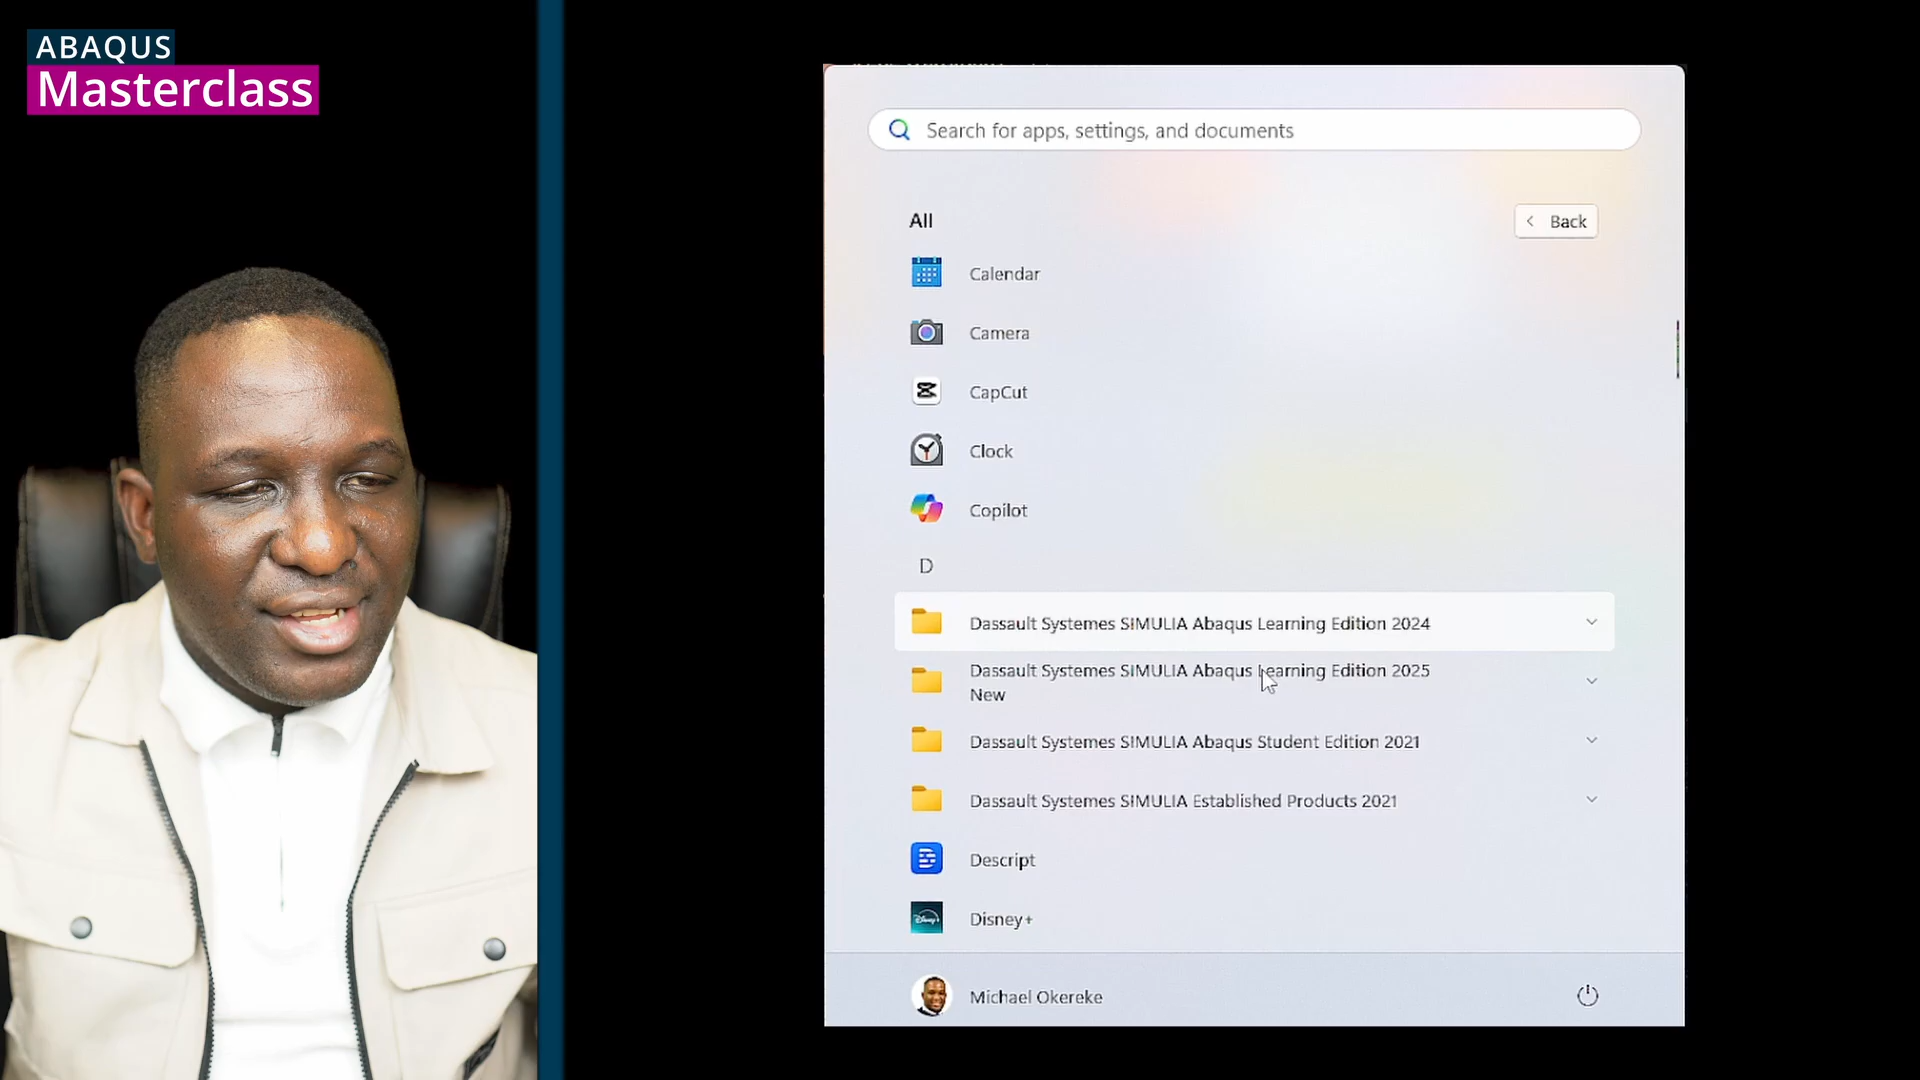 ABAQUS
Masterclass
Search for apps, settings, and documents
All
Back
Calendar
Camera
CapCut
Clock
Copilot
D
Dassault Systemes SIMULIA Abaqus Learning Edition 2024
Dassault Systemes SIMULIA Abaqus Learning Edition 2025
New
Dassault Systemes SIMULIA Abaqus Student Edition 2021
Dassault Systemes SIMULIA Established Products 2021
Descript
Disney+
Disney+
Michael Okereke